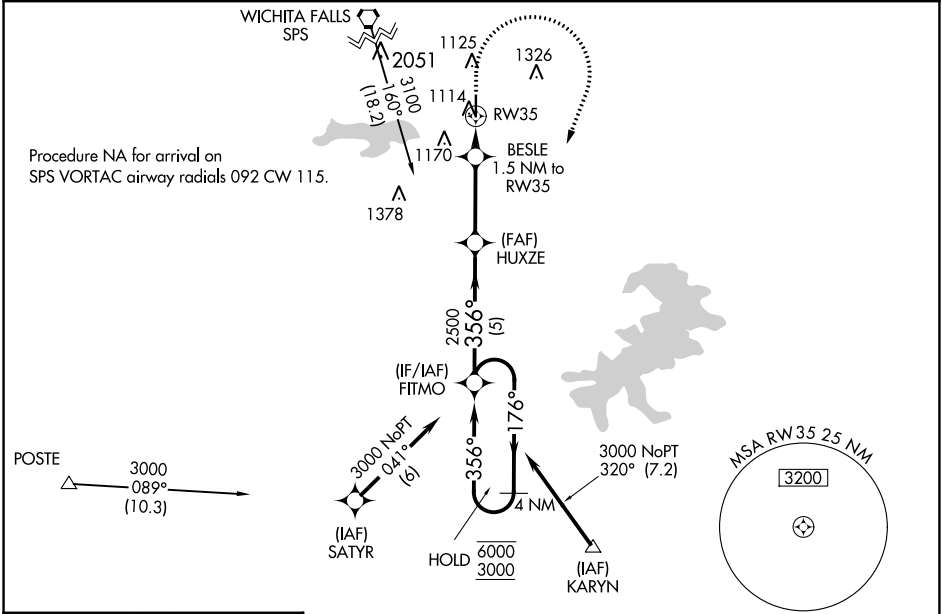 WICHITA FALLS
SPS
2051
3100
160°
(18.2)
1125
1326
1114
RW35
Procedure NA for arrival on
SPS VORTAC airway radials 092 CW 115.
1170
BESLE
1.5 NM to
RW35
1378
(FAF)
HUXZE
2500
356°
(5)
(IF/IAF)
FITMO
176°
356°
3000 NoPT
041°
(6)
3000 NoPT
320° (7.2)
POSTE
3000
089°
(10.3)
(IAF)
SATYR
4 NM
HOLD
6000
3000
(IAF)
KARYN
MSA RW35 25 NM
3200